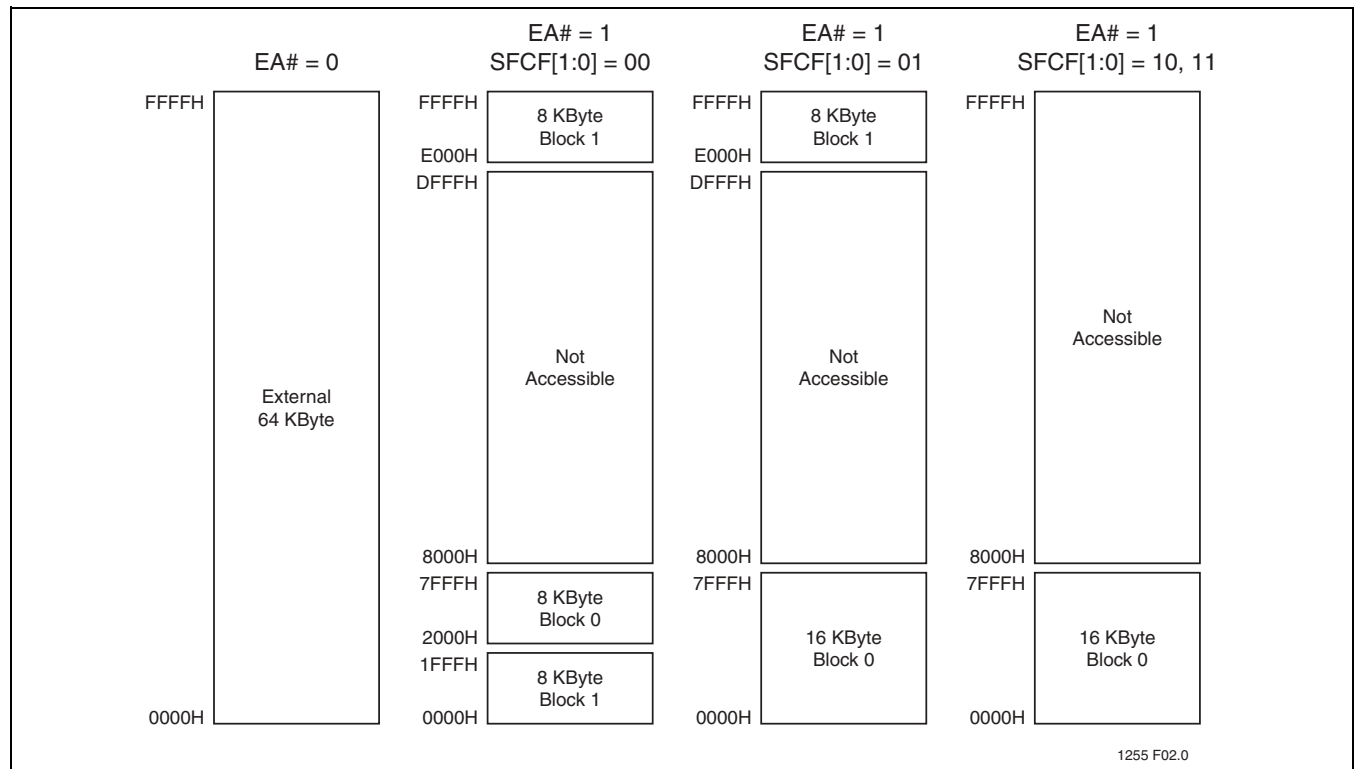 EA# = 0
FFFFH
External
64 KByte
0000H
EA# = 1
SFCF[1:0] = 00
FFFFH
8 KByte
Block 1
E000H
DFFFH
Not
Accessible
8000H
7FFFH
8 KByte
Block 0
2000H
1FFFH
8 KByte
Block 1
0000H
EA# = 1
SFCF[1:0] = 01
FFFFH
8 KByte
Block 1
E000H
DFFFH
Not
Accessible
8000H
7FFFH
16 KByte
Block 0
0000H
EA# = 1
SFCF[1:0] = 10, 11
FFFFH
Not
Accessible
8000H
7FFFH
16 KByte
Block 0
0000H
1255 F02.0